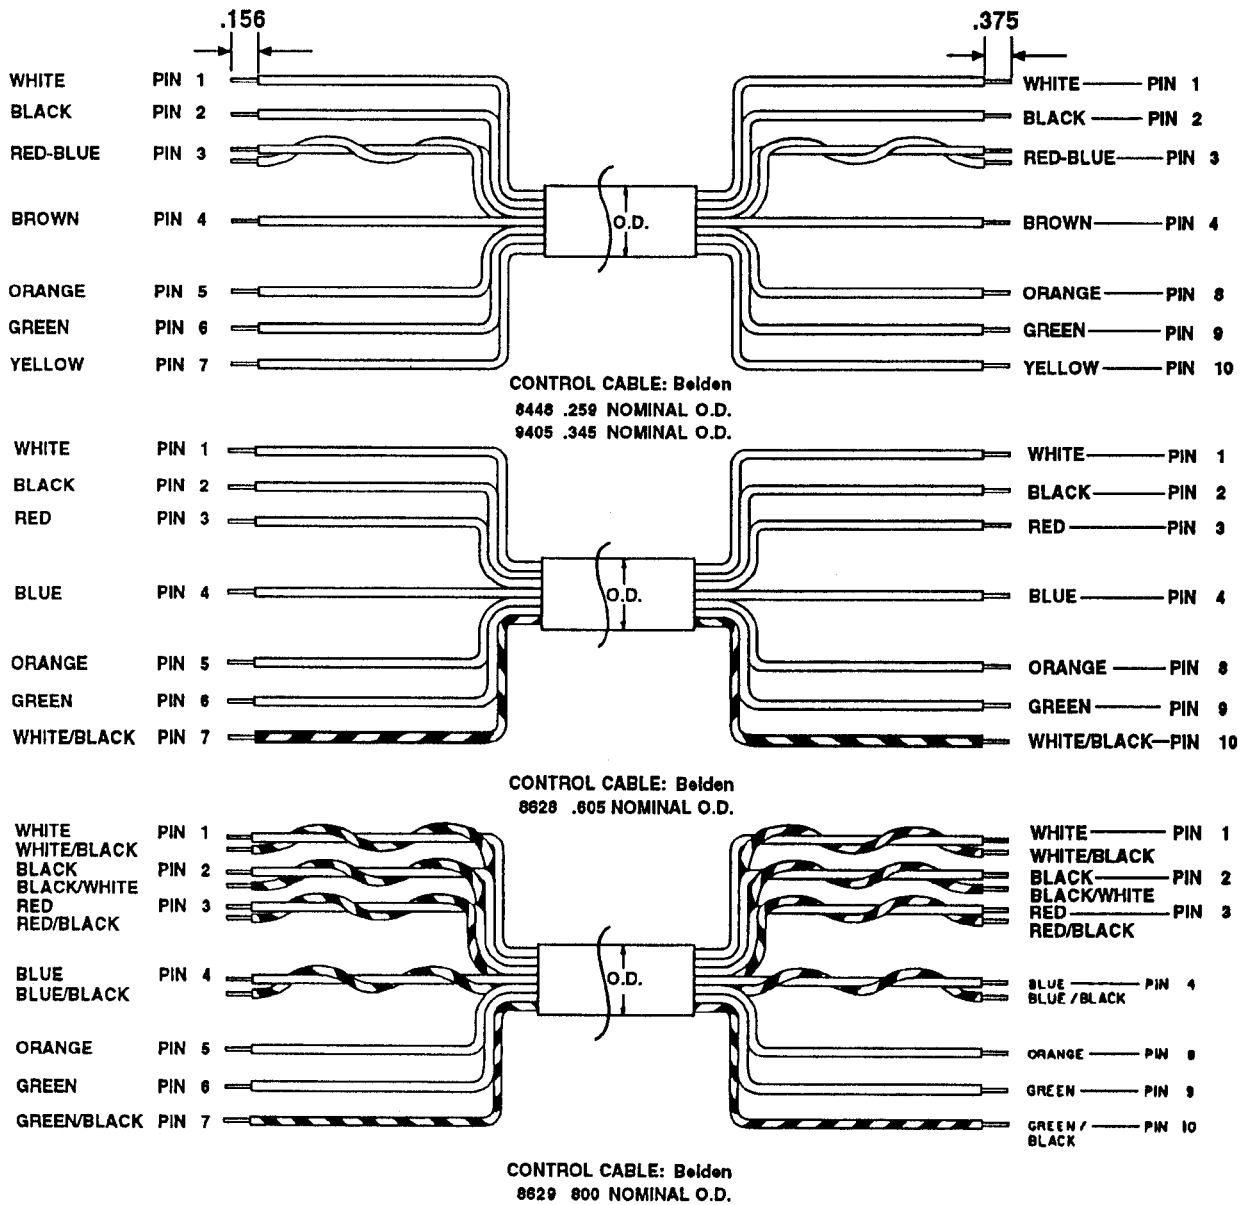 .156 .375
WHITE PIN 1 WHITE PIN 1
BLACK PIN 2 BLACK PIN 2
RED-BLUE PIN 3 RED-BLUE PIN 3
BROWN PIN 4 O.D. BROWN PIN 4
ORANGE PIN 5 ORANGE PIN 8
GREEN PIN 6 GREEN PIN 9
YELLOW PIN 7 YELLOW PIN 10
CONTROL CABLE: Belden
8448 .259 NOMINAL O.D.
9405 .345 NOMINAL O.D.
WHITE PIN 1 WHITE PIN 1
BLACK PIN 2 BLACK PIN 2
RED PIN 3 RED PIN 3
BLUE PIN 4 O.D. BLUE PIN 4
ORANGE PIN 5 ORANGE PIN 8
GREEN PIN 6 GREEN PIN 9
WHITE/BLACK PIN 7 WHITE/BLACK PIN 10
CONTROL CABLE: Belden
8628 .605 NOMINAL O.D.
WHITE PIN 1 WHITE PIN 1
WHITE/BLACK WHITE/BLACK
BLACK PIN 2 BLACK PIN 2
BLACK/WHITE BLACK/WHITE
RED PIN 3 RED PIN 3
RED/BLACK RED/BLACK
BLUE PIN 4 O.D. BLUE PIN 4
BLUE/BLACK BLUE/BLACK
ORANGE PIN 5 ORANGE PIN 8
GREEN PIN 6 GREEN PIN 9
GREEN/BLACK PIN 7 GREEN/ PIN 10
BLACK
CONTROL CABLE: Belden
8629 800 NOMINAL O.D.